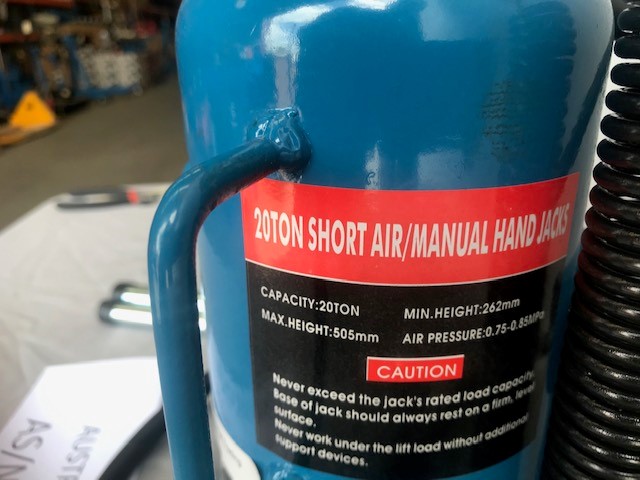 20TON SHORT AIR/MANUAL HAND JACKS
CAPACITY:20TON MIN.HEIGHT:262mm
MAX.HEIGHT:505mm AIR PRESSURE:0.75-0.85MPa
CAUTION
Never exceed the jack's rated load capacity.
Base of jack should always rest on a firm, level
surface.
Never work under the lift load without additional
support devices.
AUSTR
AS/N